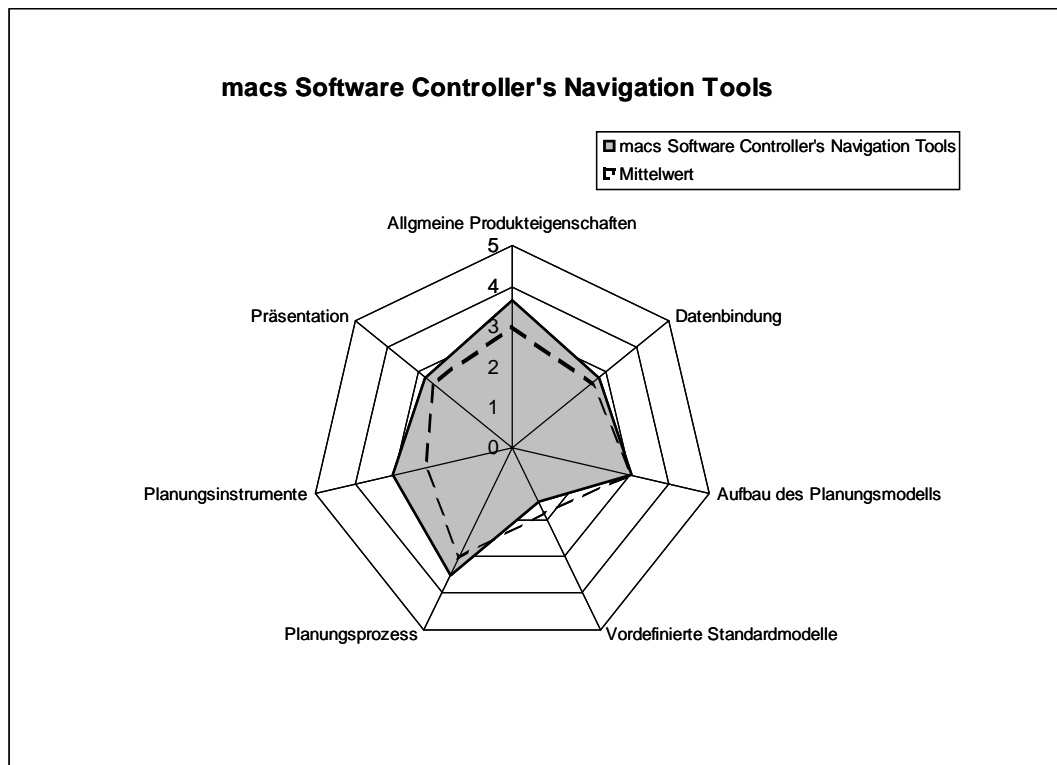 macs Software Controller's Navigation Tools
macs Software Controller's Navigation Tools
Mittelwert
Allgmeine Produkteigenschaften
5
4
3
2
1
0
Präsentation
Datenbindung
Planungsinstrumente
Aufbau des Planungsmodells
Planungsprozess
Vordefinierte Standardmodelle